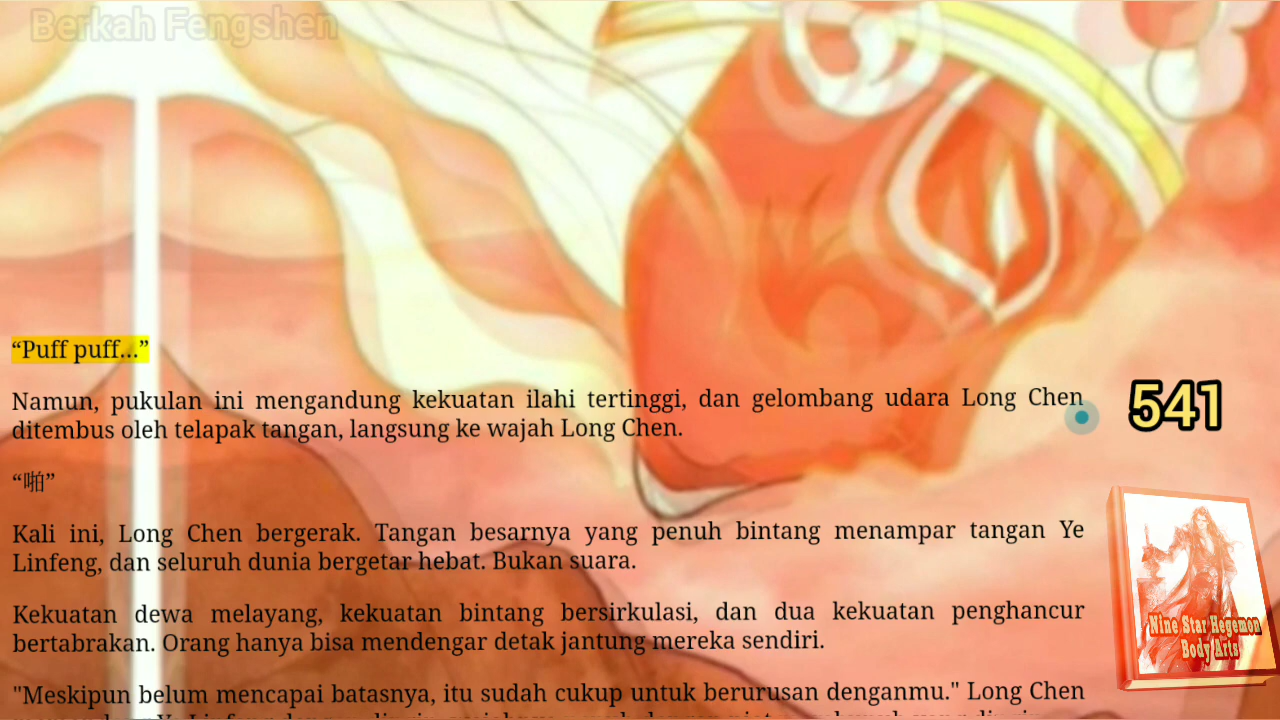 Berkah Fengshen
“Puff puff...”
Namun, pukulan ini mengandung kekuatan ilahi tertinggi, dan gelombang udara Long Chen
ditembus oleh telapak tangan, langsung ke wajah Long Chen.
541
“啪”
Kali ini, Long Chen bergerak. Tangan besarnya yang penuh bintang menampar tangan Ye
Linfeng, dan seluruh dunia bergetar hebat. Bukan suara.
Kekuatan dewa melayang, kekuatan bintang bersirkulasi, dan dua kekuatan penghancur
bertabrakan. Orang hanya bisa mendengar detak jantung mereka sendiri.
Nine Star Hegemon
Body Arts
"Meskipun belum mencapai batasnya, itu sudah cukup untuk berurusan denganmu." Long Chen